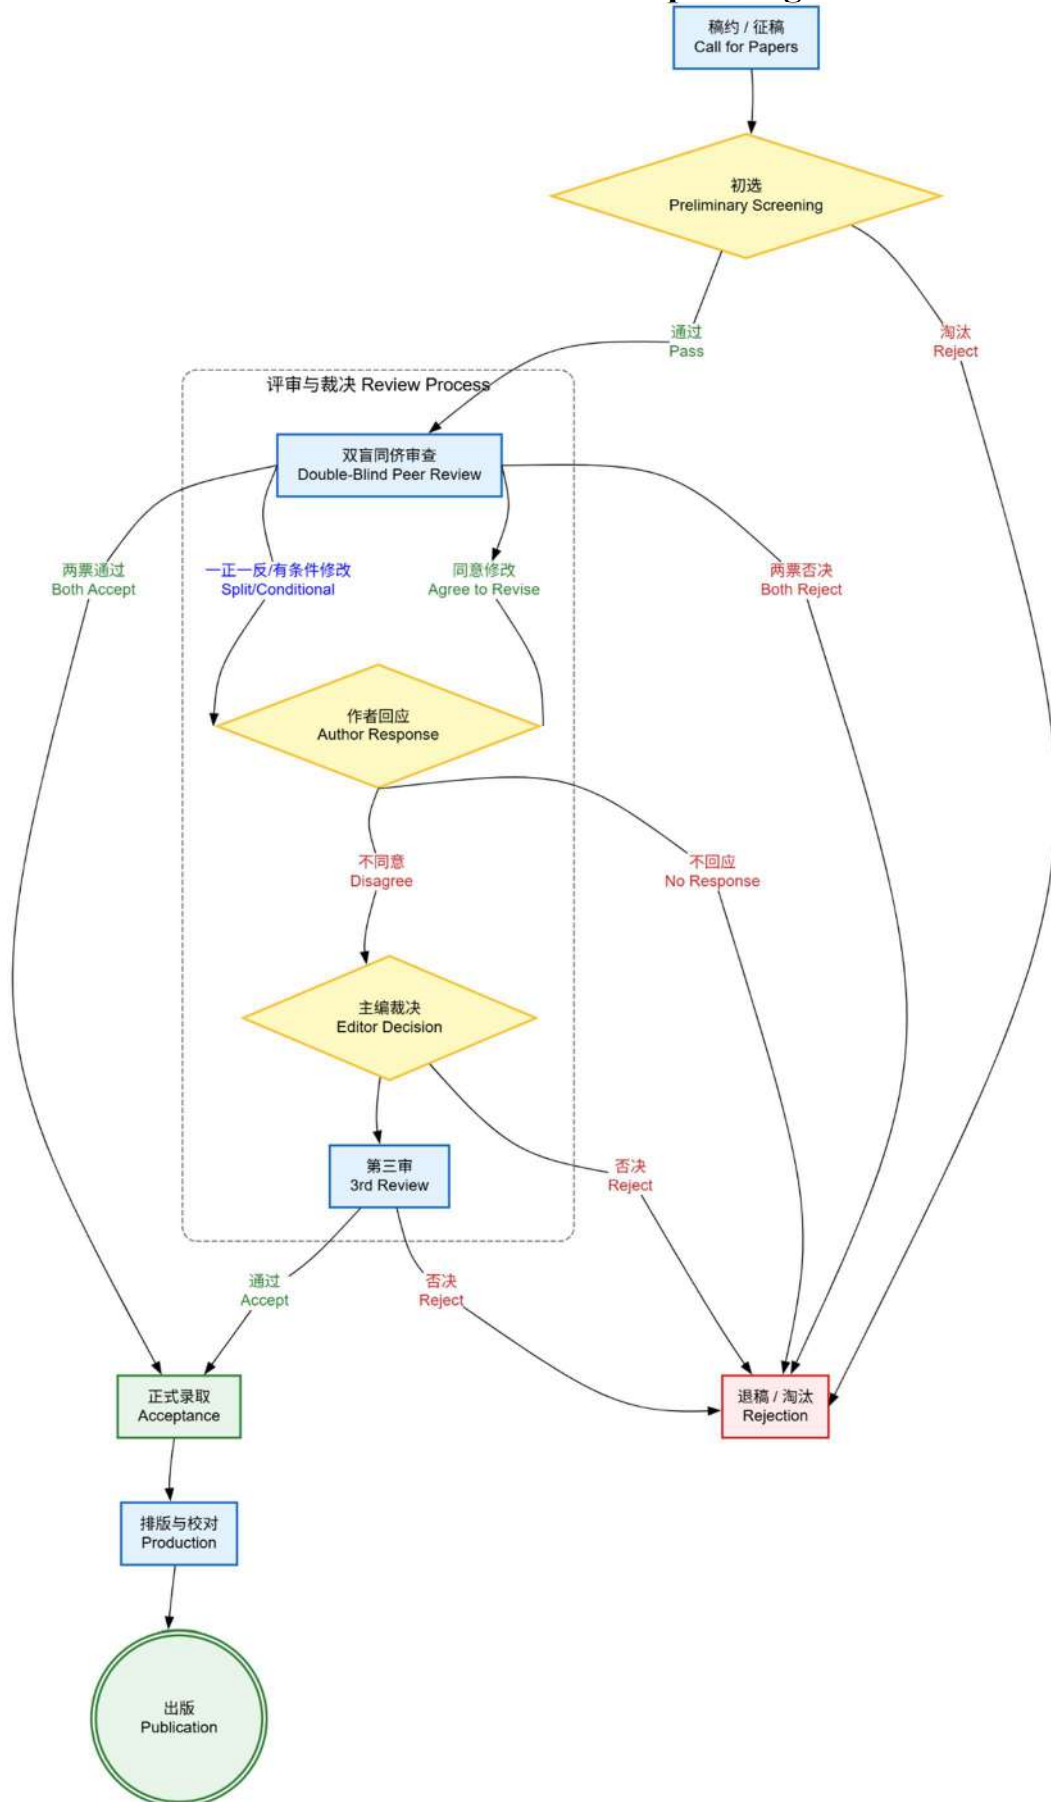 稿约 / 征稿
Call for Papers
初选
Preliminary Screening
通过
Pass
淘汰
Reject
评审与裁决 Review Process
双盲同侪审查
Double-Blind Peer Review
两票通过
Both Accept
一正一反/有条件修改
Split/Conditional
同意修改
Agree to Revise
两票否决
Both Reject
作者回应
Author Response
不同意
Disagree
不回应
No Response
主编裁决
Editor Decision
第三审
3rd Review
否决
Reject
通过
Accept
否决
Reject
正式录取
Acceptance
退稿 / 淘汰
Rejection
排版与校对
Production
出版
Publication